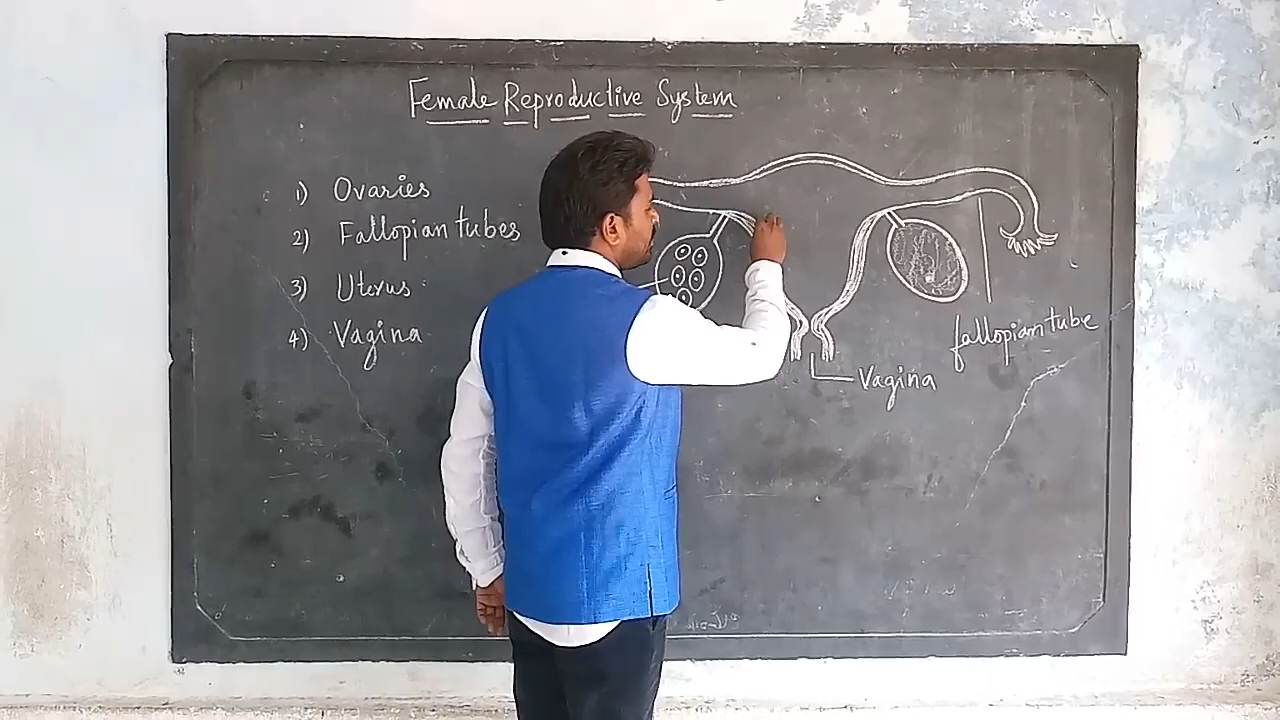 Female Reproductive System
1) Ovaries
2) Fallopian tubes
3) Uterus
4) Vagina
fallopian tube
Vagina